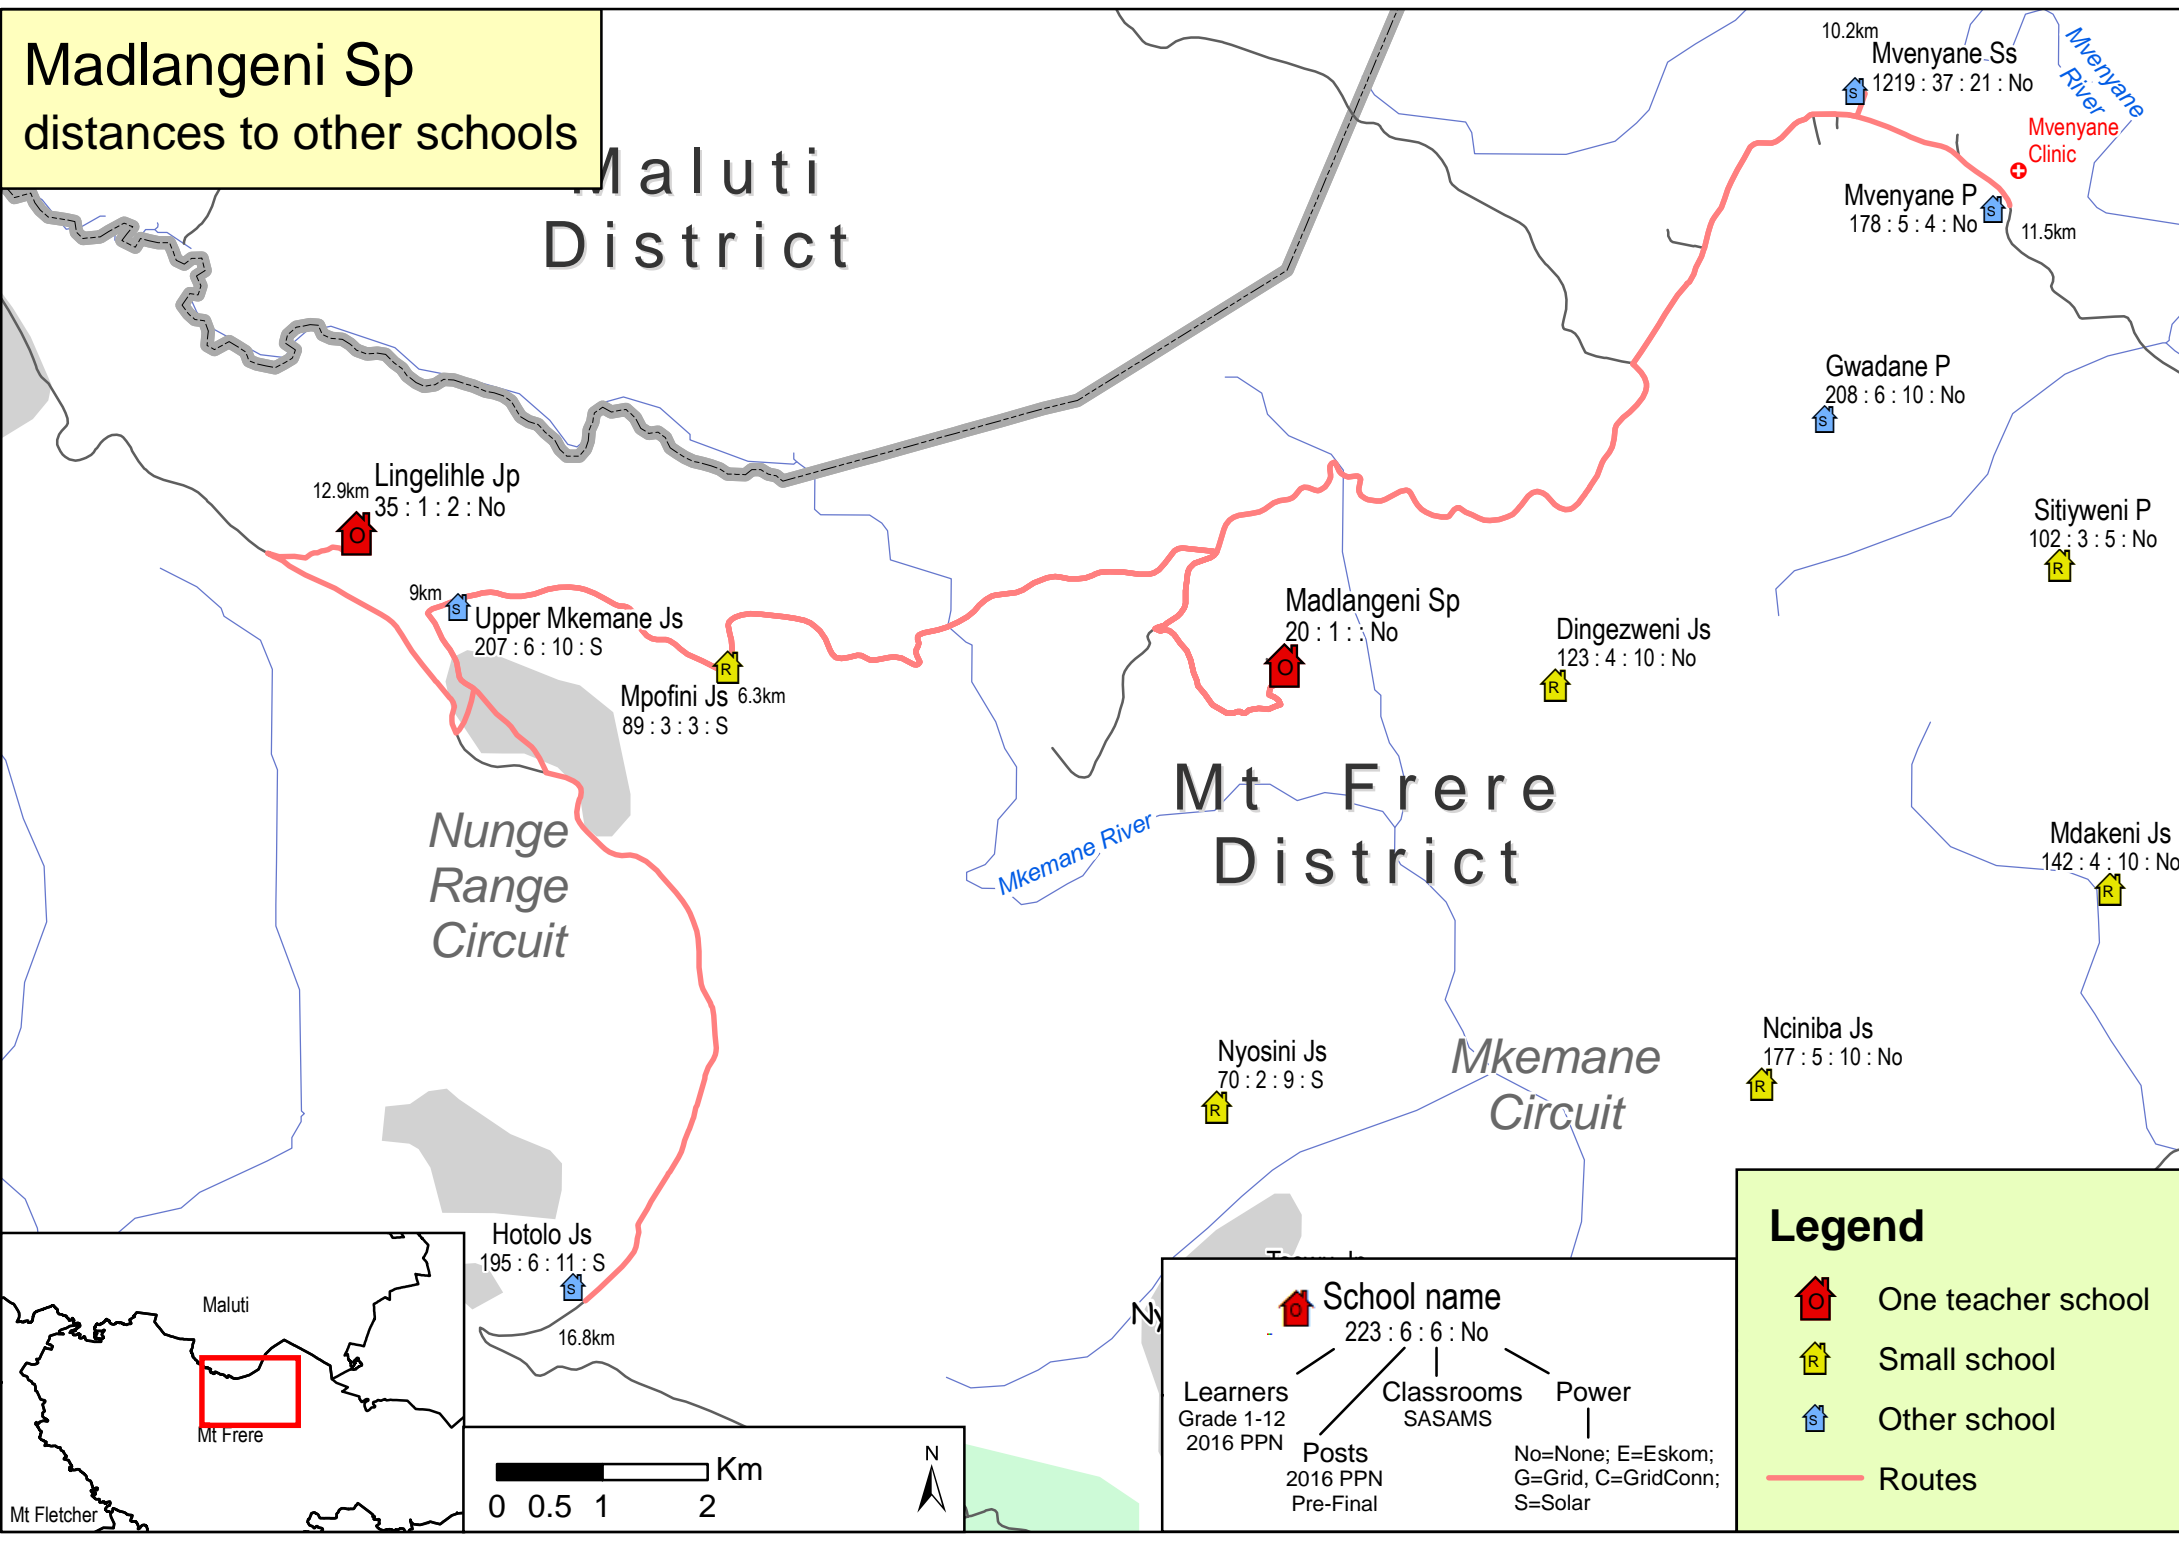 Madlangeni Sp
distances to other schools
Maluti
District
10.2km
Mvenyane Ss
1219 : 37 : 21 : No
Mvenyane
River
Mvenyane
Clinic
Mvenyane P
178 : 5 : 4 : No
11.5km
Gwadane P
208 : 6 : 10 : No
Lingelihle Jp
12.9km
35 : 1 : 2 : No
Sitiyweni P
102 : 3 : 5 : No
9km
Upper Mkemane Js
207 : 6 : 10 : S
Madlangeni Sp
20 : 1 : : No
Dingezweni Js
123 : 4 : 10 : No
Mpofini Js
6.3km
89 : 3 : 3 : S
Mt Frere
District
Mkemane River
Nunge
Range
Circuit
Mdakeni Js
142 : 4 : 10 : No
Nyosini Js
70 : 2 : 9 : S
Mkemane
Circuit
Nciniba Js
177 : 5 : 10 : No
Hotolo Js
195 : 6 : 11 : S
16.8km
Maluti
Mt Frere
Mt Fletcher
Km
0 0.5 1 2
N
Ny
School name
223 : 6 : 6 : No
Learners
Grade 1-12
2016 PPN
Posts
2016 PPN
Pre-Final
Classrooms
SASAMS
Power
No=None; E=Eskom;
G=Grid, C=GridConn;
S=Solar
Legend
O One teacher school
R Small school
S Other school
Routes